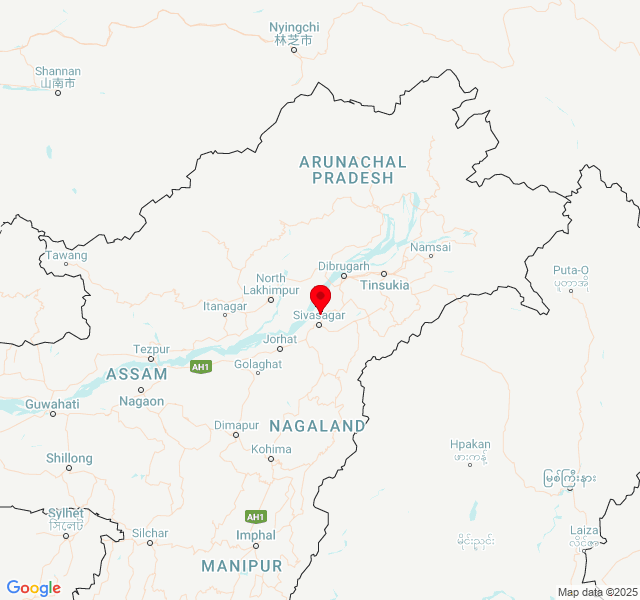 Nyingchi
林芝市
Shannan
山南市
ARUNACHAL
PRADESH
Tawang
Namsai
Dibrugarh
Tinsukia
Puta-O
ပူတာအို
North
Lakhimpur
Itanagar
Sivasagar
Jorhat
Tezpur
AH1
Golaghat
ASSAM
Nagaon
Guwahati
NAGALAND
Dimapur
Kohima
Hpakan
ဖားကန့်
Shillong
မြစ်ကြီးနား
Sylhet
সিলেট
AH1
Silchar
Imphal
Laiza
မိုးညှင်း
MANIPUR
Google
Map data ©2025